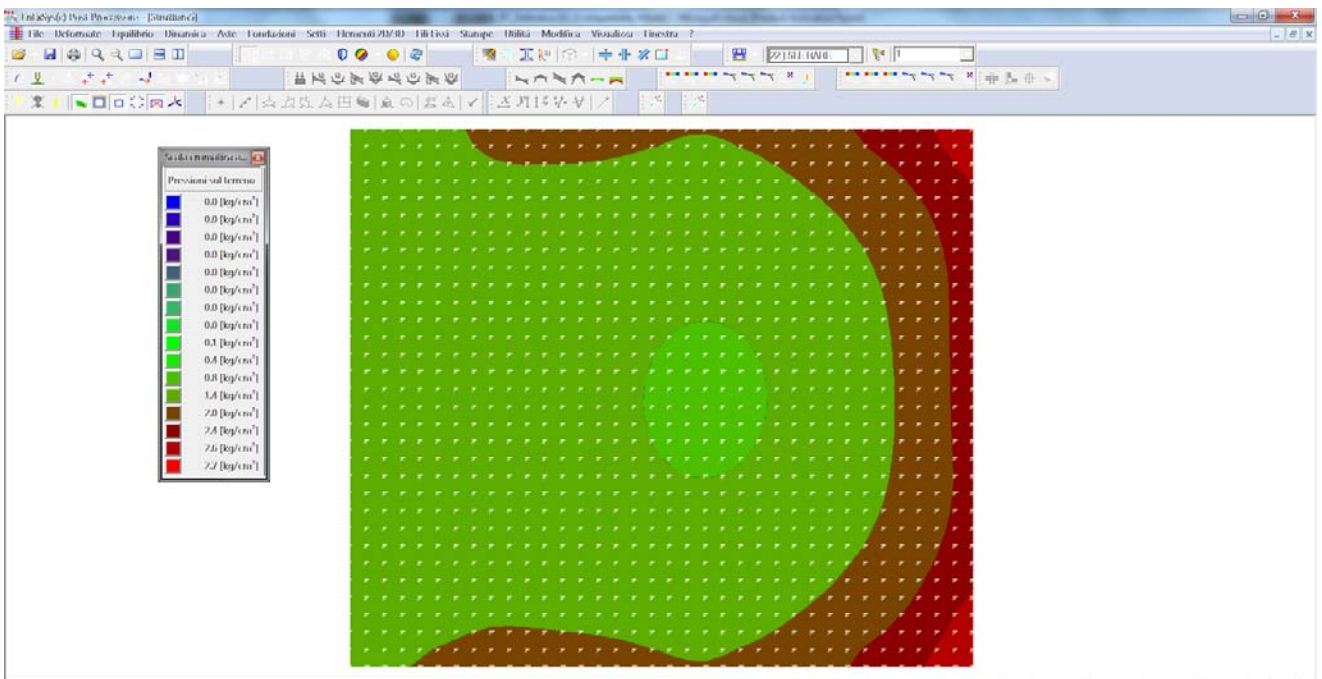 File Deformate Equilibrio Dinamica Aste Fondazioni Setti Elementi 2D/3D Fili Fissi Stampe Utilità Modifica Visualizza Finestra ?
1
Pressioni sul terreno
0.0 [kg/cm²]
0.0 [kg/cm²]
0.0 [kg/cm²]
0.0 [kg/cm²]
0.0 [kg/cm²]
0.0 [kg/cm²]
0.0 [kg/cm²]
0.0 [kg/cm²]
0.1 [kg/cm²]
0.4 [kg/cm²]
0.8 [kg/cm²]
1.4 [kg/cm²]
2.0 [kg/cm²]
2.4 [kg/cm²]
2.6 [kg/cm²]
2.7 [kg/cm²]